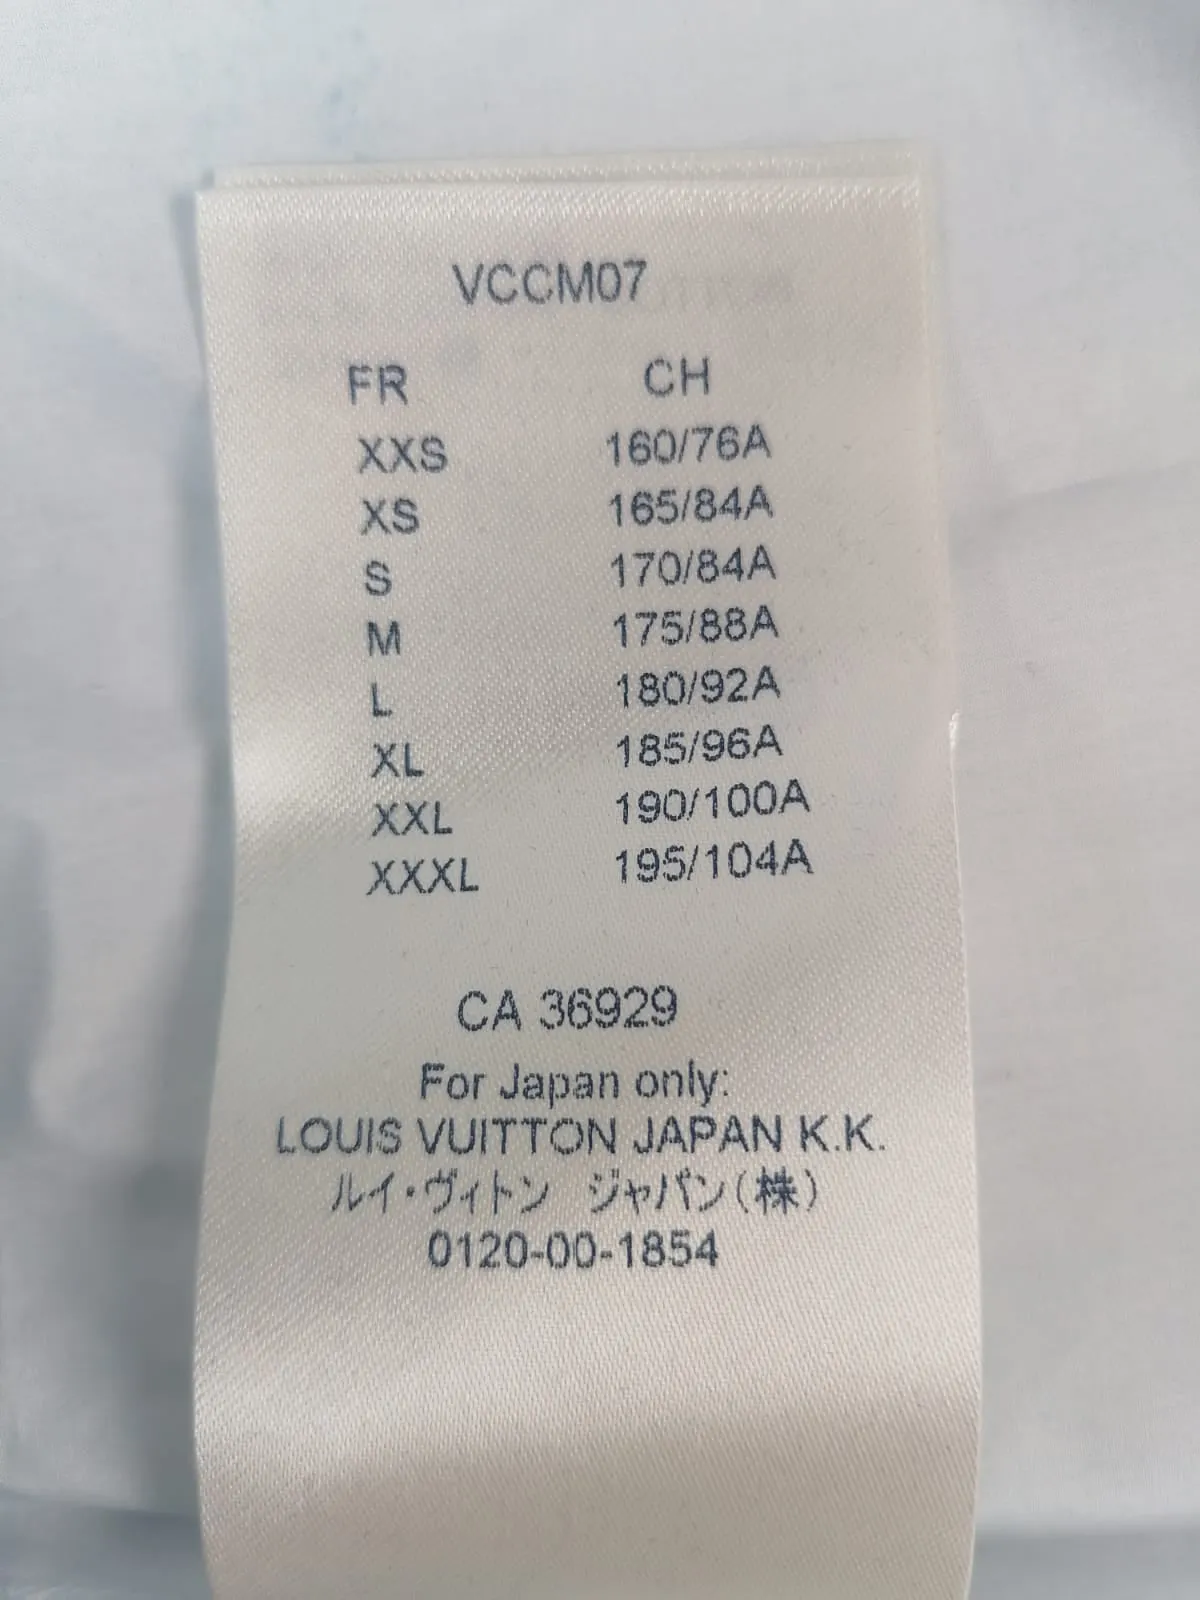 VCCM07
FR CH
XXS 160/76A
XS 165/84A
S 170/84A
M 175/88A
L 180/92A
XL 185/96A
XXL 190/100A
XXXL 195/104A
CA 36929
For Japan only:
LOUIS VUITTON JAPAN K.K.
ルイ・ヴィトン　ジャパン(株)
0120-00-1854